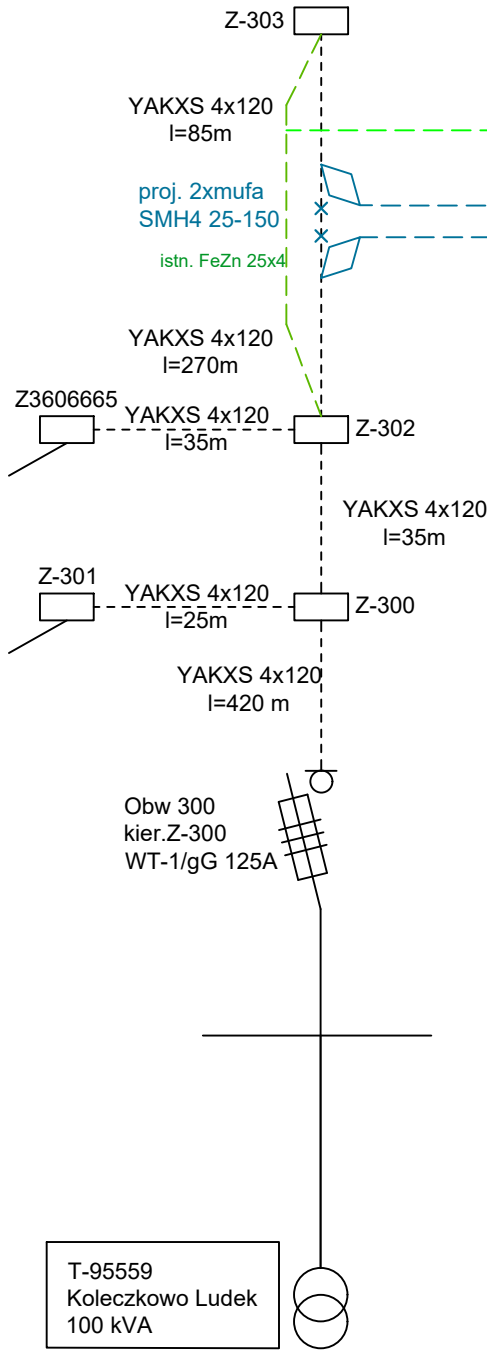 Z-303
YAKXS 4x120
l=85m
proj. 2xmufa
SMH4 25-150
istn. FeZn 25x4
YAKXS 4x120
l=270m
Z3606665
YAKXS 4x120
l=35m
Z-302
YAKXS 4x120
l=35m
Z-301
YAKXS 4x120
l=25m
Z-300
YAKXS 4x120
l=420 m
Obw 300
kier.Z-300
WT-1/gG 125A
T-95559
Koleczkowo Ludek
100 kVA